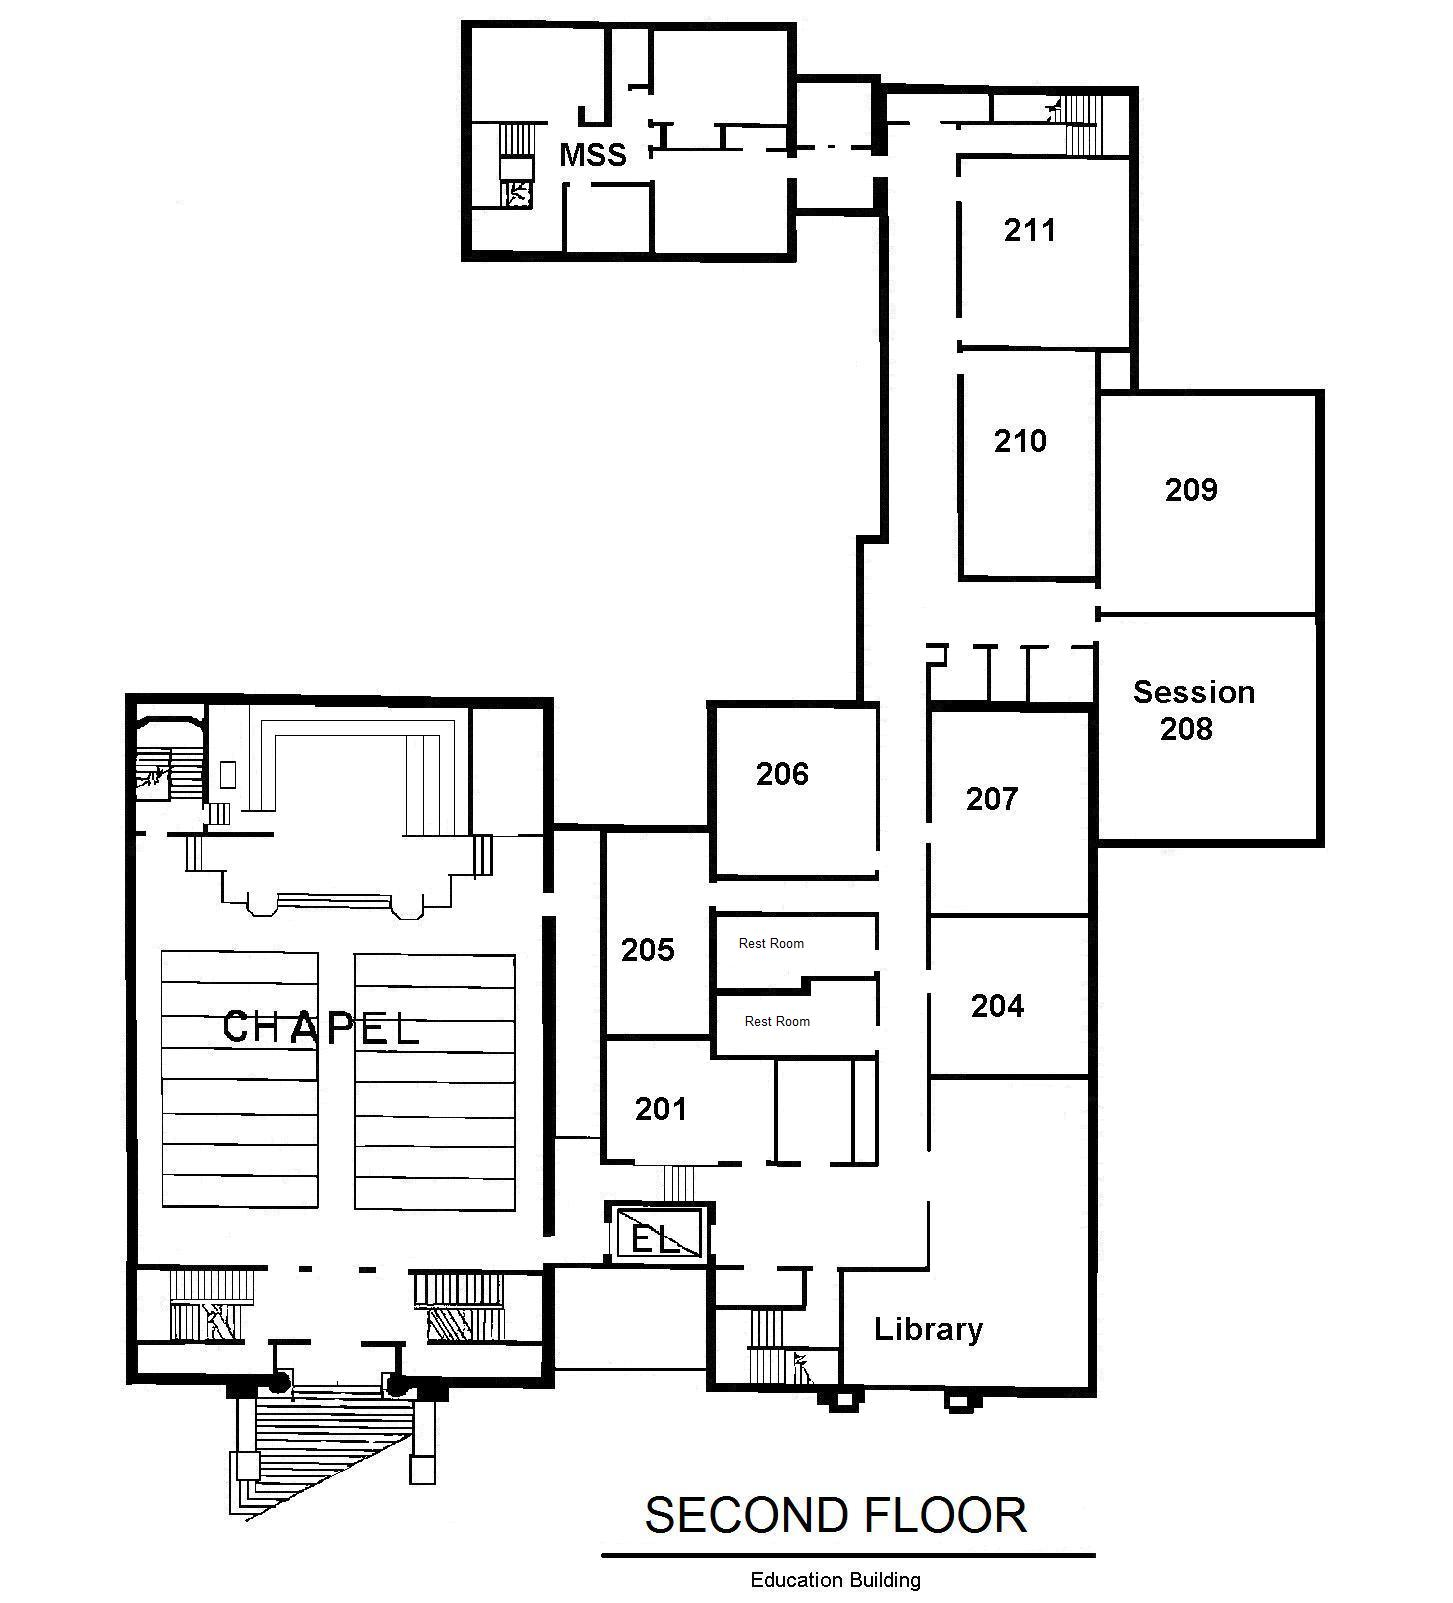 MSS
211
210
209
Session
208
206
207
Rest Room
205
204
Rest Room
CHAPEL
201
EL
Library
SECOND FLOOR
Education Building